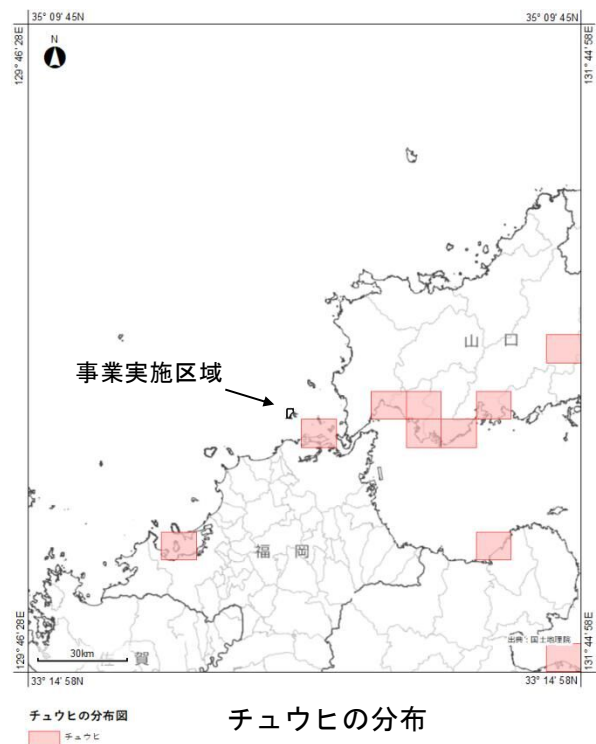 35° 09' 45N
35° 09' 45N
129° 46' 28E
131° 44' 58E
N
山 口
事業実施区域
福 岡
出典：国土地理院
30km
佐 賀
129° 46' 28E
131° 44' 58E
33° 14' 58N
33° 14' 58N
チュウヒの分布図
チュウヒの分布
チュウヒ